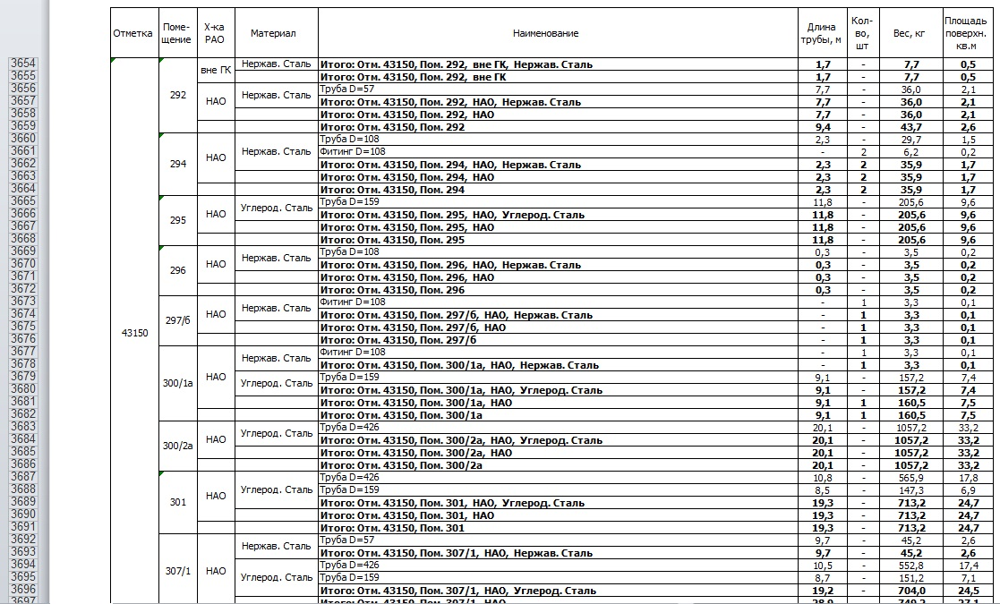 Отметка Поме-щение Х-ка РАО Материал Наименование Длина трубы, м Кол-во, шт Вес, кг Площадь поверхн. кв.м
3654 43150 292 вне ГК Нержав. Сталь Итого: Отм. 43150, Пом. 292, вне ГК, Нержав. Сталь 1,7 - 7,7 0,5
3655 Итого: Отм. 43150, Пом. 292, вне ГК 1,7 - 7,7 0,5
3656 НАО Нержав. Сталь Труба D=57 7,7 - 36,0 2,1
3657 Итого: Отм. 43150, Пом. 292, НАО, Нержав. Сталь 7,7 - 36,0 2,1
3658 Итого: Отм. 43150, Пом. 292, НАО 7,7 - 36,0 2,1
3659 Итого: Отм. 43150, Пом. 292 9,4 - 43,7 2,6
3660 294 НАО Нержав. Сталь Труба D=108 2,3 - 29,7 1,5
3661 Фитинг D=108 - 2 6,2 0,2
3662 Итого: Отм. 43150, Пом. 294, НАО, Нержав. Сталь 2,3 2 35,9 1,7
3663 Итого: Отм. 43150, Пом. 294, НАО 2,3 2 35,9 1,7
3664 Итого: Отм. 43150, Пом. 294 2,3 2 35,9 1,7
3665 295 НАО Углерод. Сталь Труба D=159 11,8 - 205,6 9,6
3666 Итого: Отм. 43150, Пом. 295, НАО, Углерод. Сталь 11,8 - 205,6 9,6
3667 Итого: Отм. 43150, Пом. 295, НАО 11,8 - 205,6 9,6
3668 Итого: Отм. 43150, Пом. 295 11,8 - 205,6 9,6
3669 296 НАО Нержав. Сталь Труба D=108 0,3 - 3,5 0,2
3670 Итого: Отм. 43150, Пом. 296, НАО, Нержав. Сталь 0,3 - 3,5 0,2
3671 Итого: Отм. 43150, Пом. 296, НАО 0,3 - 3,5 0,2
3672 Итого: Отм. 43150, Пом. 296 0,3 - 3,5 0,2
3673 297/б НАО Нержав. Сталь Фитинг D=108 - 1 3,3 0,1
3674 Итого: Отм. 43150, Пом. 297/б, НАО, Нержав. Сталь - 1 3,3 0,1
3675 Итого: Отм. 43150, Пом. 297/б, НАО - 1 3,3 0,1
3676 Итого: Отм. 43150, Пом. 297/б - 1 3,3 0,1
3677 300/1а НАО Нержав. Сталь Фитинг D=108 - 1 3,3 0,1
3678 Итого: Отм. 43150, Пом. 300/1а, НАО, Нержав. Сталь - 1 3,3 0,1
3679 Углерод. Сталь Труба D=159 9,1 - 157,2 7,4
3680 Итого: Отм. 43150, Пом. 300/1а, НАО, Углерод. Сталь 9,1 - 157,2 7,4
3681 Итого: Отм. 43150, Пом. 300/1а, НАО 9,1 1 160,5 7,5
3682 Итого: Отм. 43150, Пом. 300/1а 9,1 1 160,5 7,5
3683 300/2а НАО Углерод. Сталь Труба D=426 20,1 - 1057,2 33,2
3684 Итого: Отм. 43150, Пом. 300/2а, НАО, Углерод. Сталь 20,1 - 1057,2 33,2
3685 Итого: Отм. 43150, Пом. 300/2а, НАО 20,1 - 1057,2 33,2
3686 Итого: Отм. 43150, Пом. 300/2а 20,1 - 1057,2 33,2
3687 301 НАО Углерод. Сталь Труба D=426 10,8 - 565,9 17,8
3688 Труба D=159 8,5 - 147,3 6,9
3689 Итого: Отм. 43150, Пом. 301, НАО, Углерод. Сталь 19,3 - 713,2 24,7
3690 Итого: Отм. 43150, Пом. 301, НАО 19,3 - 713,2 24,7
3691 Итого: Отм. 43150, Пом. 301 19,3 - 713,2 24,7
3692 307/1 НАО Нержав. Сталь Труба D=57 9,7 - 45,2 2,6
3693 Итого: Отм. 43150, Пом. 307/1, НАО, Нержав. Сталь 9,7 - 45,2 2,6
3694 Углерод. Сталь Труба D=426 10,5 - 552,8 17,4
3695 Труба D=159 8,7 - 151,2 7,1
3696 Итого: Отм. 43150, Пом. 307/1, НАО, Углерод. Сталь 19,2 - 704,0 24,5
3697 Итого: Отм. 43150, Пом. 307/1, НАО 28,9 - 749,2 27,1